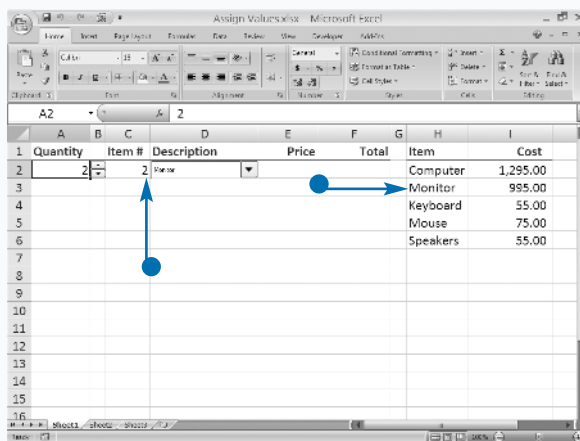 Assign Values.xlsx - Microsoft Excel
Home Insert Page Layout Formulas Data Review View Developer Add-Ins
Calibri 18 A A General Conditional Formatting Insert Σ
Paste B I U A $ % , Format as Table Delete Sort & Find &
Cell Styles Format Filter Select
Clipboard Font Alignment Number Styles Cells Editing
A2 fx 2
A B C D E F G H I
1 Quantity Item # Description Price Total Item Cost
2 2 2 Monitor Computer 1,295.00
3 Monitor 995.00
4 Keyboard 55.00
5 Mouse 75.00
6 Speakers 55.00
7
8
9
10
11
12
13
14
15
16
Sheet1 Sheet2 Sheet3
100%